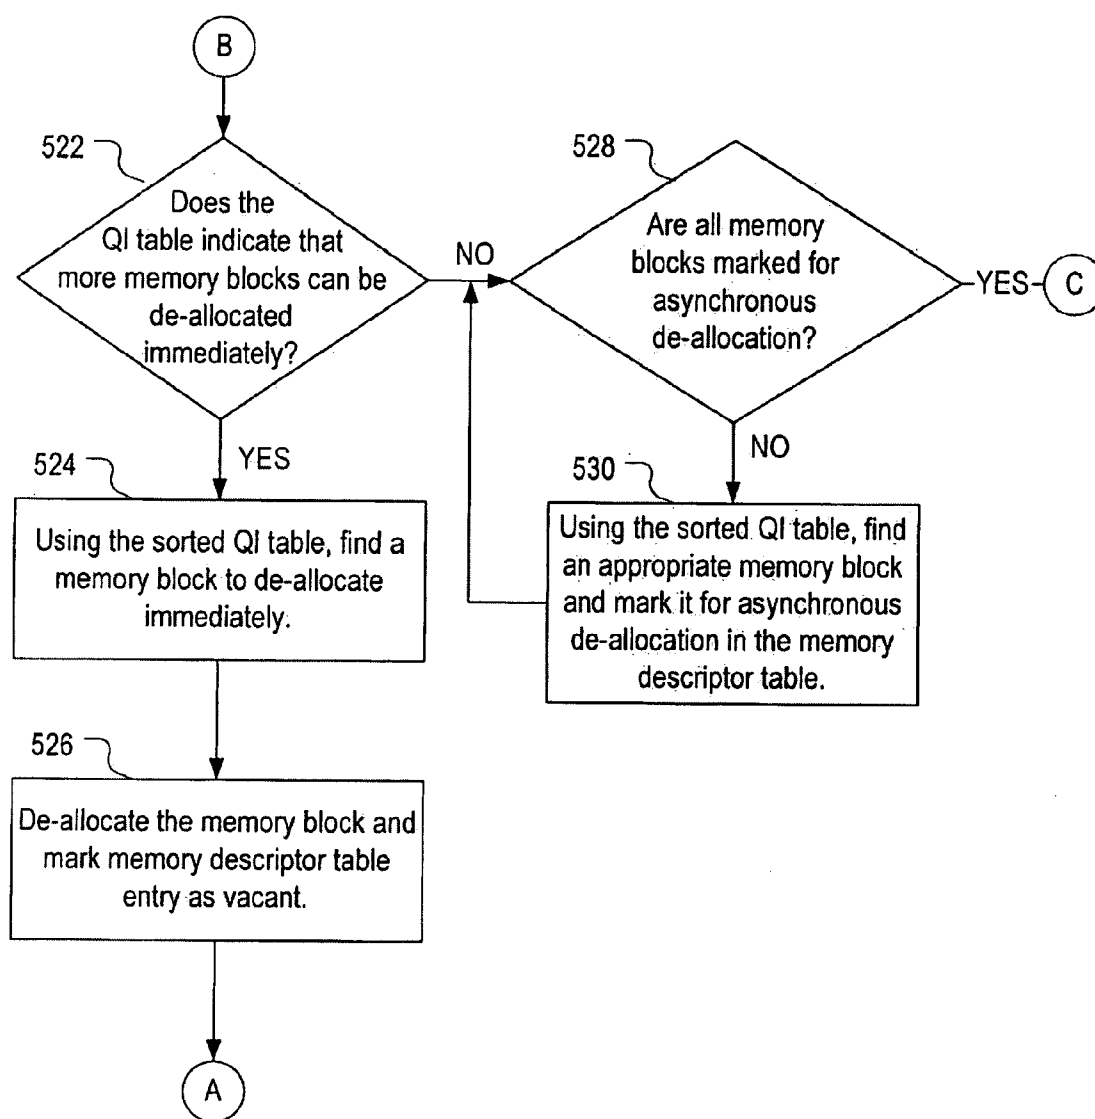 B
522
Does the
QI table indicate that
more memory blocks can be
de-allocated
immediately?
NO
528
Are all memory
blocks marked for
asynchronous
de-allocation?
YES
C
YES
NO
524
Using the sorted QI table, find a
memory block to de-allocate
immediately.
530
Using the sorted QI table, find
an appropriate memory block
and mark it for asynchronous
de-allocation in the memory
descriptor table.
526
De-allocate the memory block and
mark memory descriptor table
entry as vacant.
A